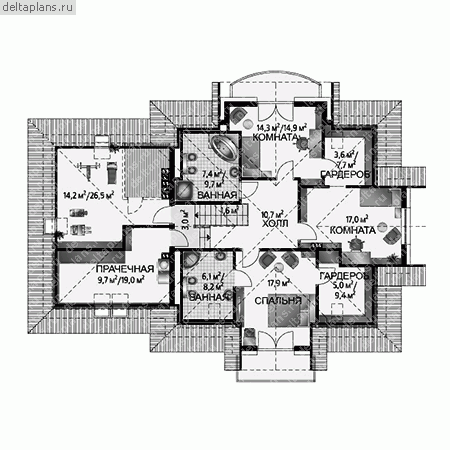 deltaplans.ru
14,3 м²/14,9 м²
КОМНАТА
3,6м²/
7,7 м²
ГАРДЕРОБ
7,4 м²/
9,7 м²
ВАННАЯ
14,2 м²/26,5 м²
1,6 м²
3,0 м²
10,7 м²
ХОЛЛ
17,0 м²
КОМНАТА
ПРАЧЕЧНАЯ
9,7 м²/19,0 м²
6,1 м²/
8,2 м²
ВАННАЯ
17,9 м²
СПАЛЬНЯ
ГАРДЕРОБ
5,0 м²/
9,4 м²